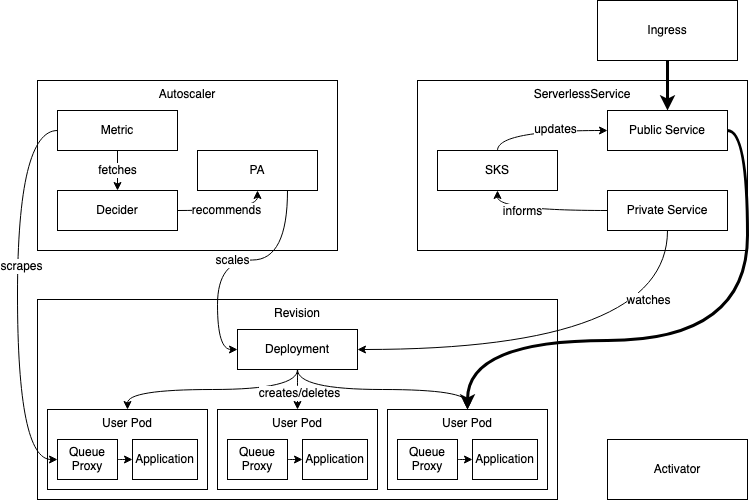 Ingress
Autoscaler
ServerlessService
Metric
Public Service
updates
fetches
PA
SKS
Decider
recommends
informs
Private Service
scales
scrapes
watches
Revision
Deployment
creates/deletes
User Pod
User Pod
User Pod
Queue
Proxy
Application
Queue
Proxy
Application
Queue
Proxy
Application
Activator